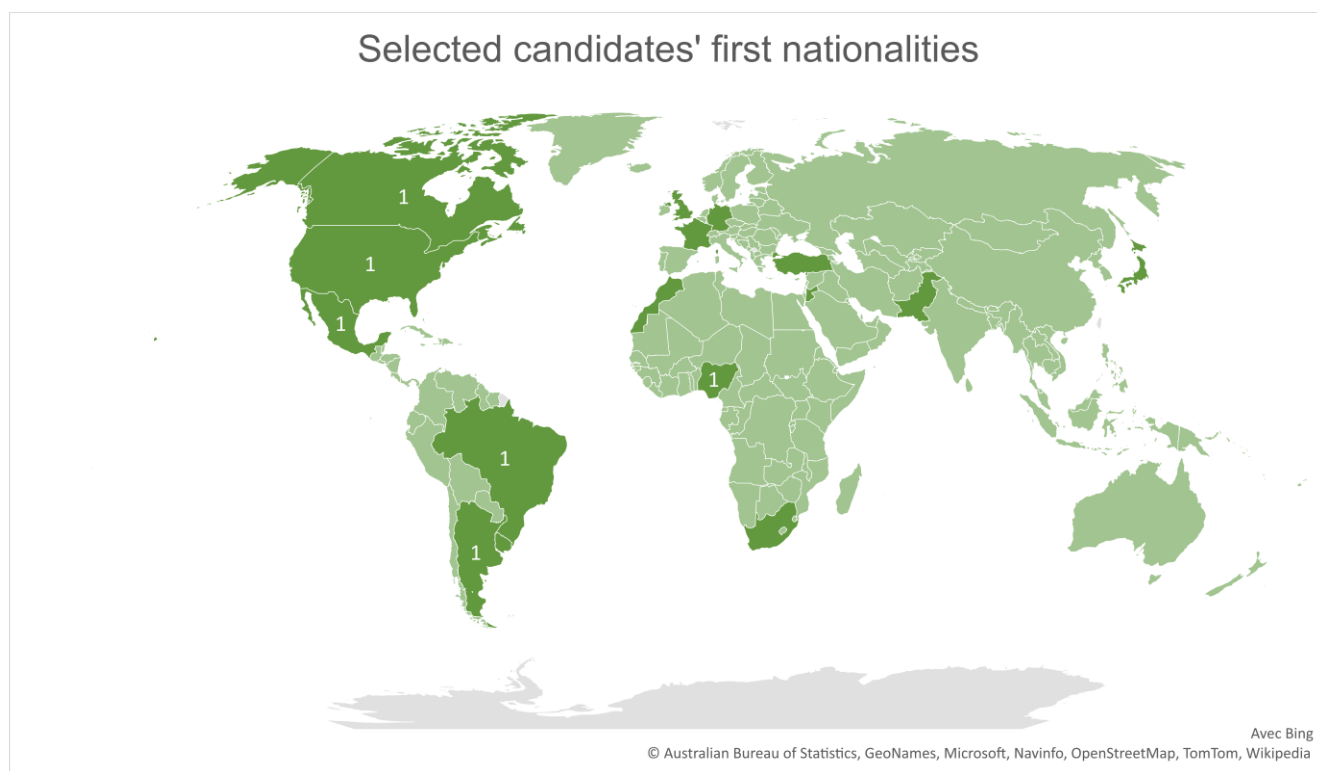 Selected candidates' first nationalities
1
1
1
1
1
1
Avec Bing
© Australian Bureau of Statistics, GeoNames, Microsoft, Navinfo, OpenStreetMap, TomTom, Wikipedia